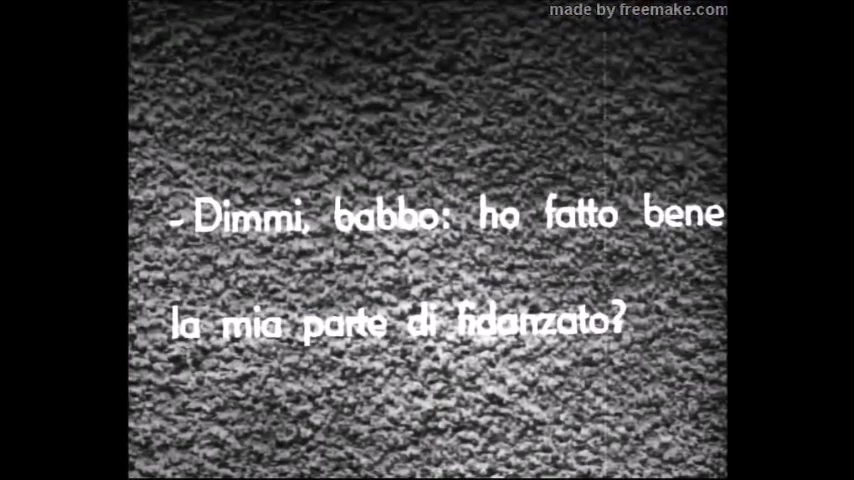 made by freemake.com
- Dimmi, babbo: ho fatto bene
la mia parte di fidanzato?